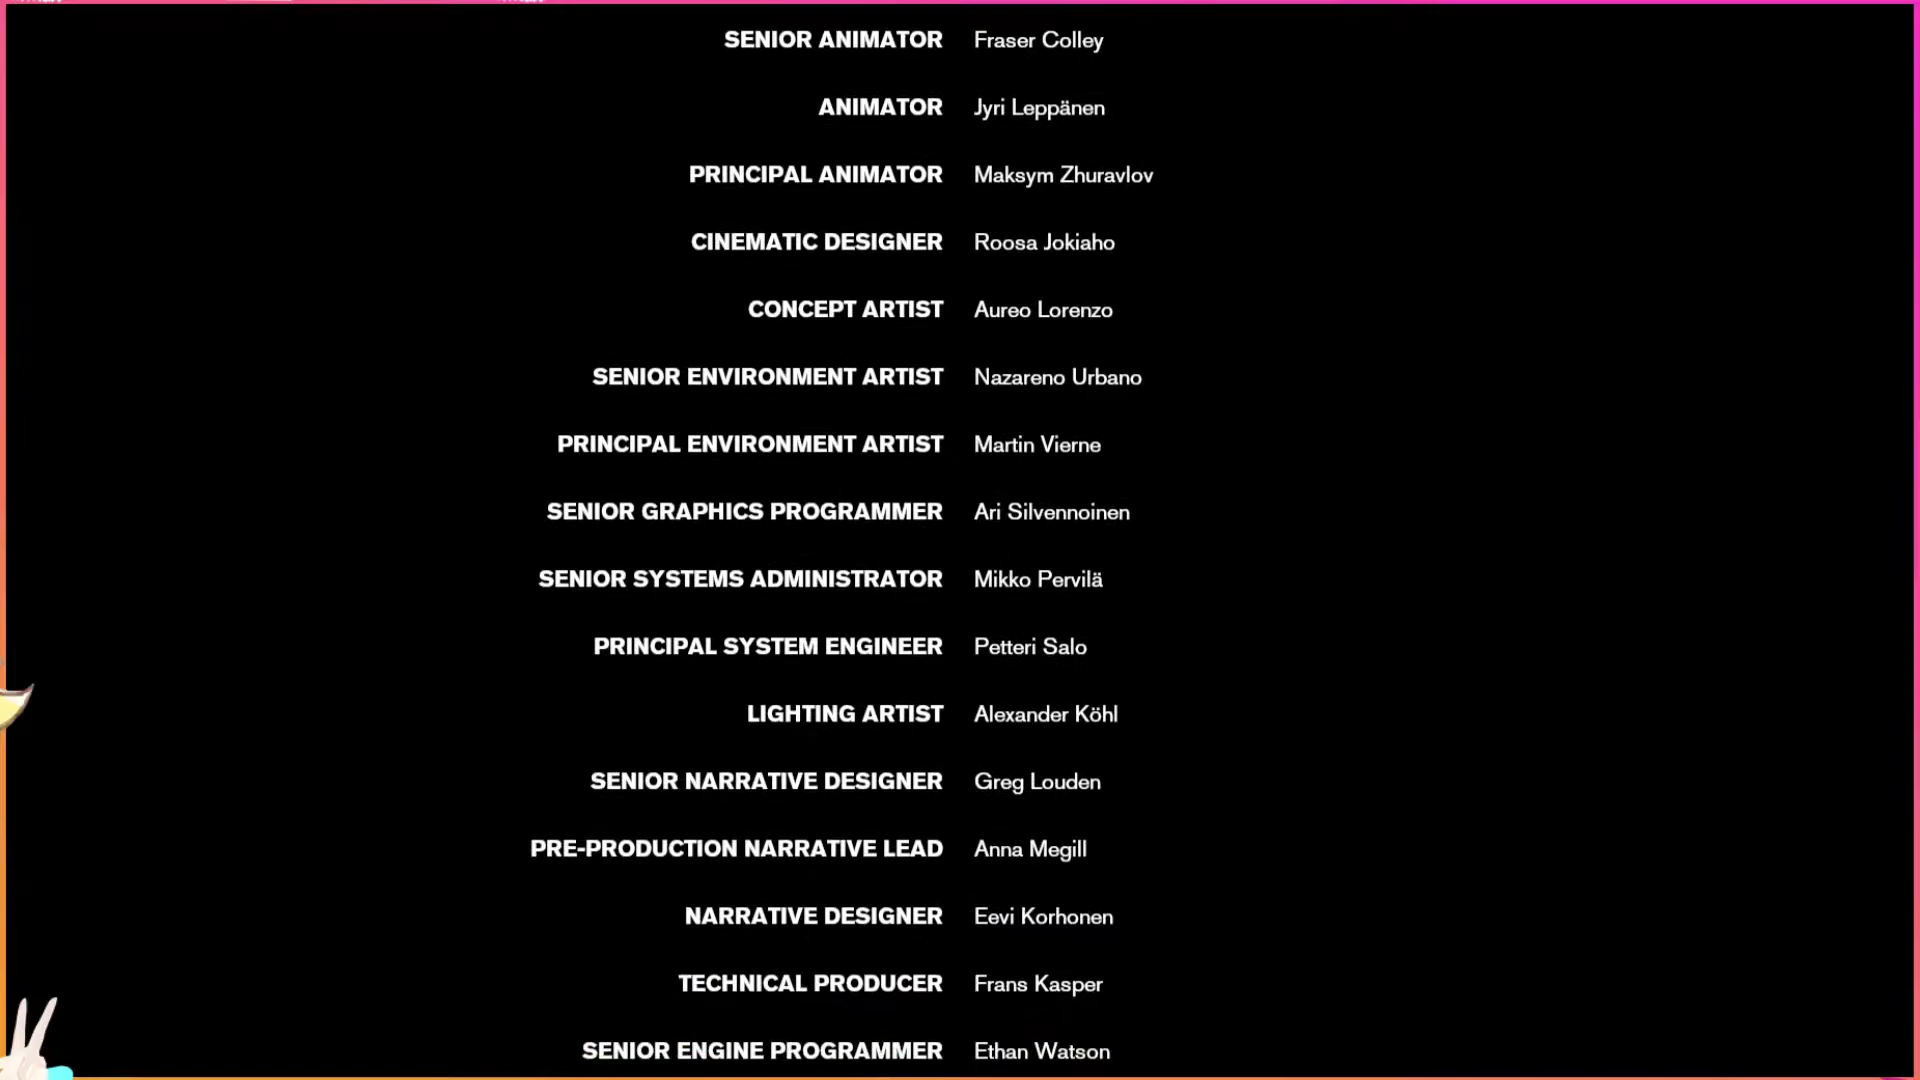 SENIOR ANIMATOR Fraser Colley
ANIMATOR Jyri Leppänen
PRINCIPAL ANIMATOR Maksym Zhuravlov
CINEMATIC DESIGNER Roosa Jokiaho
CONCEPT ARTIST Aureo Lorenzo
SENIOR ENVIRONMENT ARTIST Nazareno Urbano
PRINCIPAL ENVIRONMENT ARTIST Martin Vierne
SENIOR GRAPHICS PROGRAMMER Ari Silvennoinen
SENIOR SYSTEMS ADMINISTRATOR Mikko Pervilä
PRINCIPAL SYSTEM ENGINEER Petteri Salo
LIGHTING ARTIST Alexander Köhl
SENIOR NARRATIVE DESIGNER Greg Louden
PRE-PRODUCTION NARRATIVE LEAD Anna Megill
NARRATIVE DESIGNER Eevi Korhonen
TECHNICAL PRODUCER Frans Kasper
SENIOR ENGINE PROGRAMMER Ethan Watson